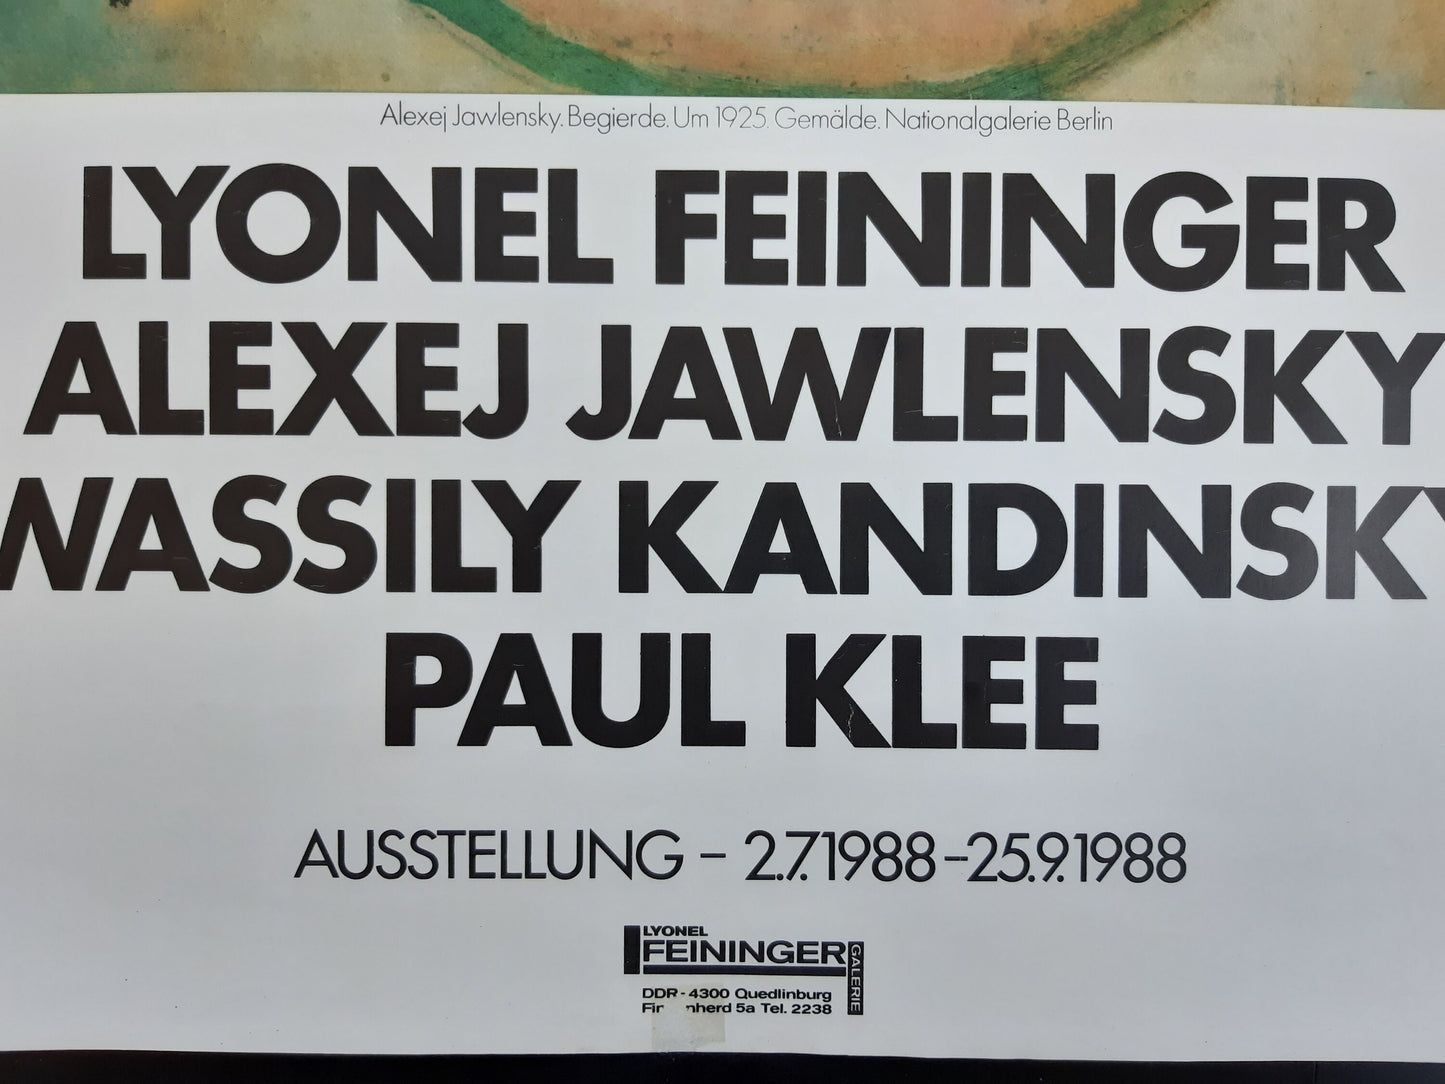 Alexej Jawlensky. Begierde. Um 1925. Gemälde. Nationalgalerie Berlin
LYONEL FEININGER
ALEXEJ JAWLENSKY
WASSILY KANDINSKY
PAUL KLEE
AUSSTELLUNG – 2.7.1988–25.9.1988
LYONEL
FEININGER
GALERIE
DDR-4300 Quedlinburg
5a Tel. 2238